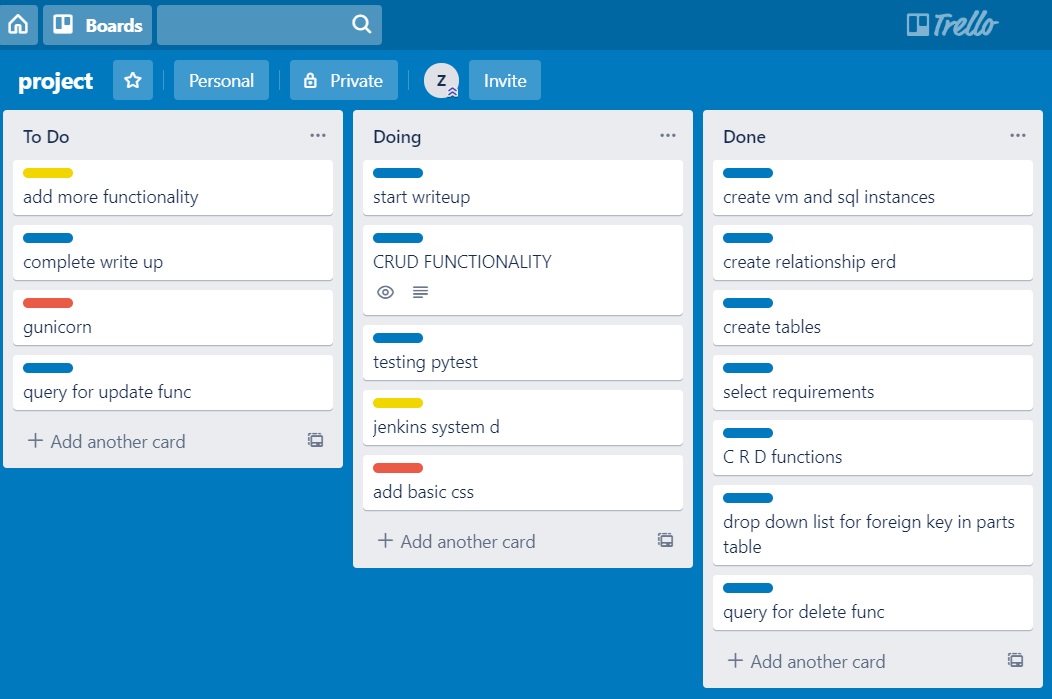 Boards
Trello
project
Personal
Private
Z
Invite
To Do
add more functionality
complete write up
gunicorn
query for update func
+ Add another card
Doing
start writeup
CRUD FUNCTIONALITY
testing pytest
jenkins system d
add basic css
+ Add another card
Done
create vm and sql instances
create relationship erd
create tables
select requirements
C R D functions
drop down list for foreign key in parts
table
query for delete func
+ Add another card